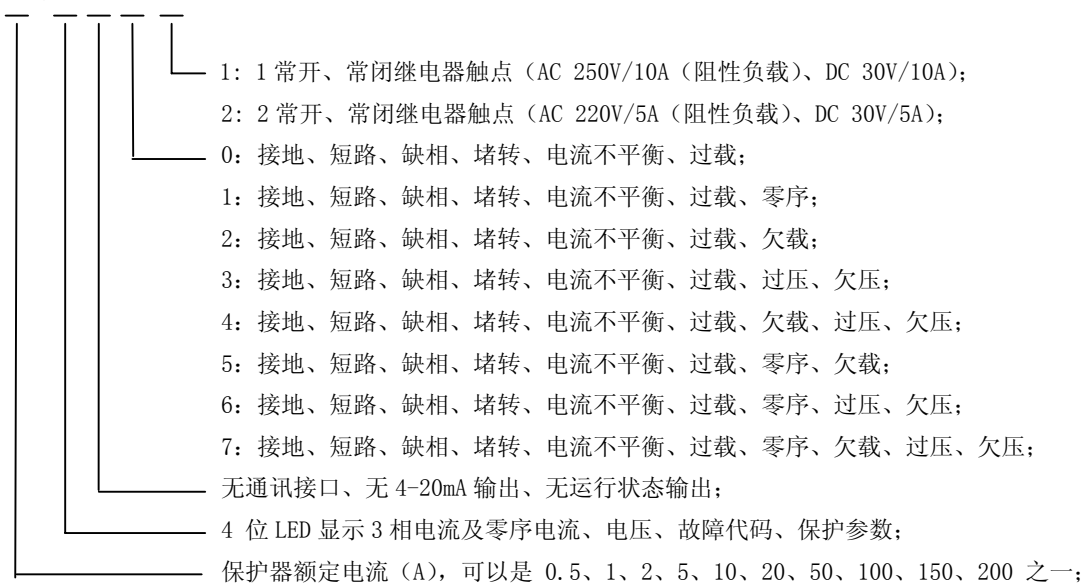 1: 1 常开、常闭继电器触点（AC 250V/10A（阻性负载）、DC 30V/10A）；
2: 2 常开、常闭继电器触点（AC 220V/5A（阻性负载）、DC 30V/5A）；
0：接地、短路、缺相、堵转、电流不平衡、过载；
1：接地、短路、缺相、堵转、电流不平衡、过载、零序；
2：接地、短路、缺相、堵转、电流不平衡、过载、欠载；
3：接地、短路、缺相、堵转、电流不平衡、过载、过压、欠压；
4：接地、短路、缺相、堵转、电流不平衡、过载、欠载、过压、欠压；
5：接地、短路、缺相、堵转、电流不平衡、过载、零序、欠载；
6：接地、短路、缺相、堵转、电流不平衡、过载、零序、过压、欠压；
7：接地、短路、缺相、堵转、电流不平衡、过载、零序、欠载、过压、欠压；
无通讯接口、无 4-20mA 输出、无运行状态输出；
4 位 LED 显示 3 相电流及零序电流、电压、故障代码、保护参数；
保护器额定电流（A），可以是 0.5、1、2、5、10、20、50、100、150、200 之一；